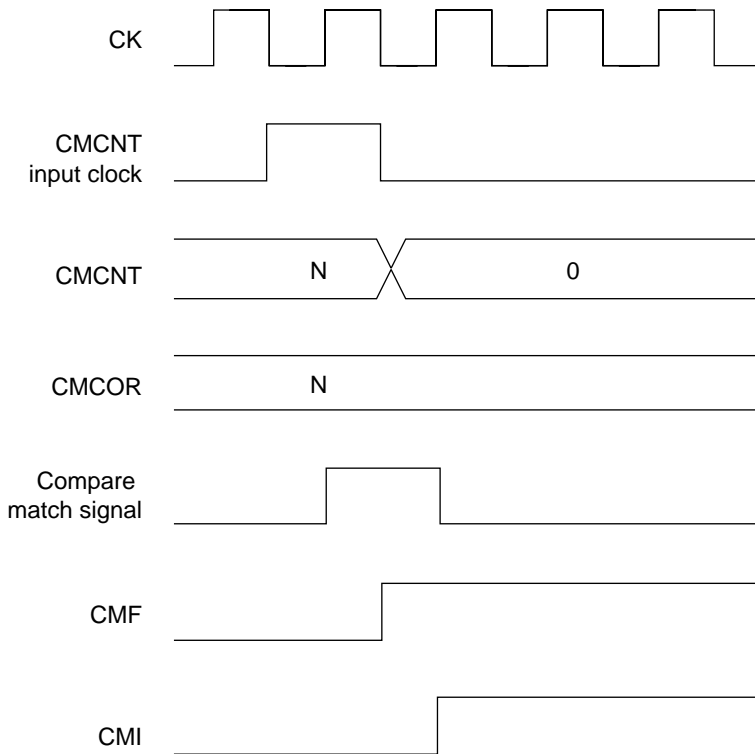 CK
CMCNT
input clock
CMCNT
N
0
CMCOR
N
Compare
match signal
CMF
CMI